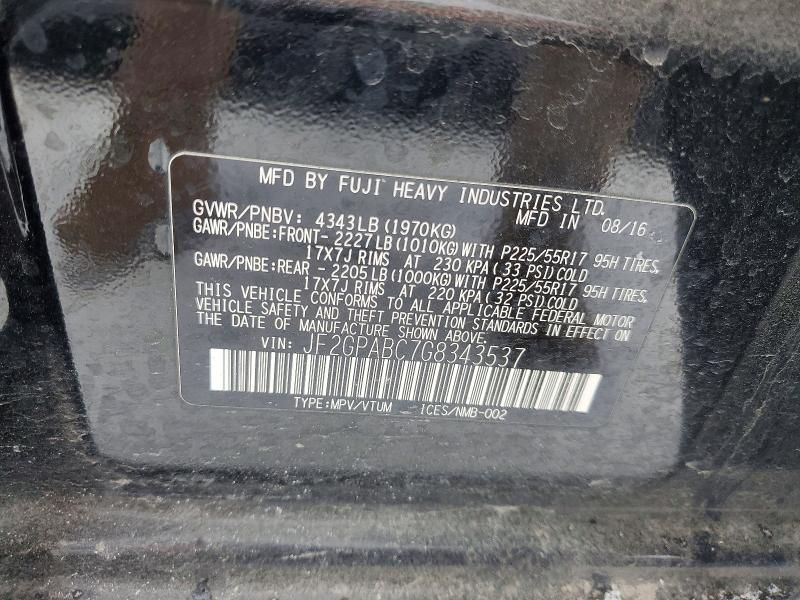 MFD BY FUJI HEAVY INDUSTRIES LTD.
MFD IN 08/16
GVWR/PNBV: 4343LB(1970KG)
GAWR/PNBE:FRONT- 2227LB(1010KG)WITH P225/55R17 95H TIRES,
17X7J RIMS AT 230 KPA(33 PSI)COLD
GAWR/PNBE:REAR - 2205LB(1000KG)WITH P225/55R17 95H TIRES,
17X7J RIMS AT 220 KPA(32 PSI)COLD
THIS VEHICLE CONFORMS TO ALL APPLICABLE FEDERAL MOTOR
VEHICLE SAFETY AND THEFT PREVENTION STANDARDS IN EFFECT ON
THE DATE OF MANUFACTURE SHOWN ABOVE.
VIN: JF2GPABC7G8343537
TYPE:MPV/VTUM ICES/NMB-002